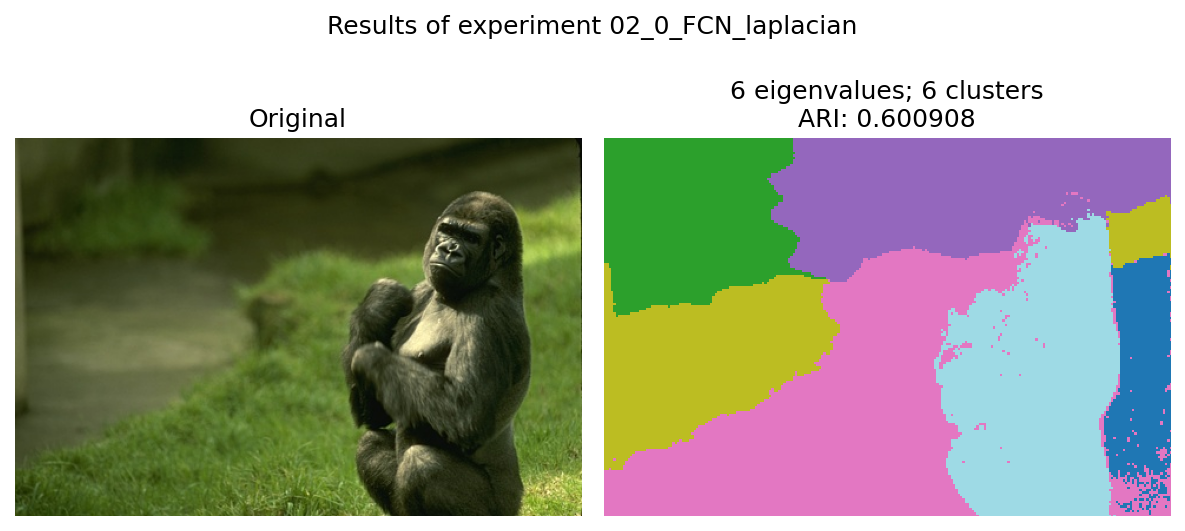 Results of experiment 02_0_FCN_laplacian
Original
6 eigenvalues; 6 clusters
ARI: 0.600908